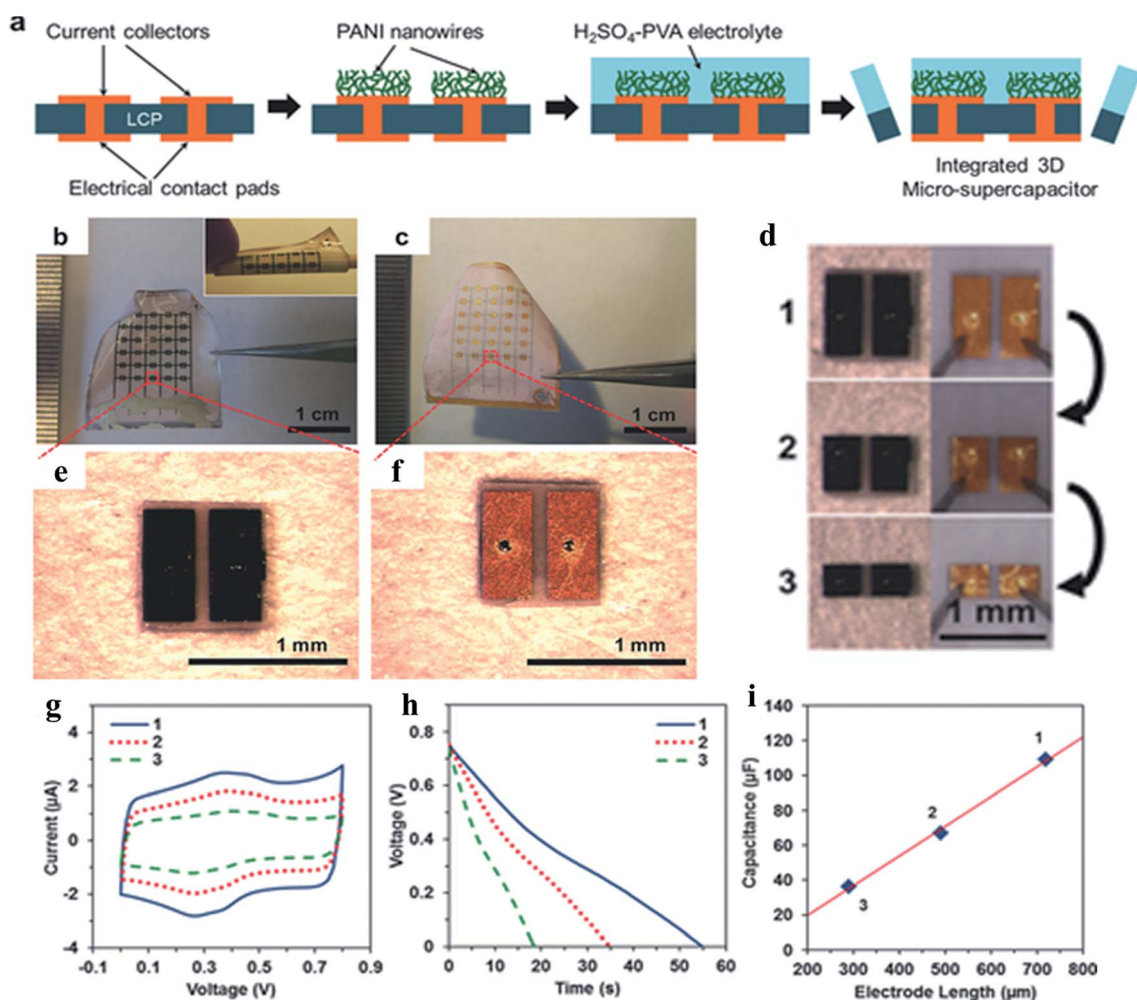 a
Current collectors
PANI nanowires
H₂SO₄-PVA electrolyte
LCP
Electrical contact pads
Integrated 3D
Micro-supercapacitor
b
1 cm
c
1 cm
d
1
2
3
1 mm
e
1 mm
f
1 mm
g
1
2
3
Current (µA)
4
2
0
-2
-4
-0.1 0.1 0.3 0.5 0.7 0.9
Voltage (V)
h
1
2
3
Voltage (V)
1.0
0.8
0.6
0.4
0.2
0
0 10 20 30 40 50 60
Time (s)
i
Capacitance (µF)
140
120
100
80
60
40
20
0
1
2
3
200 300 400 500 600 700 800
Electrode Length (µm)